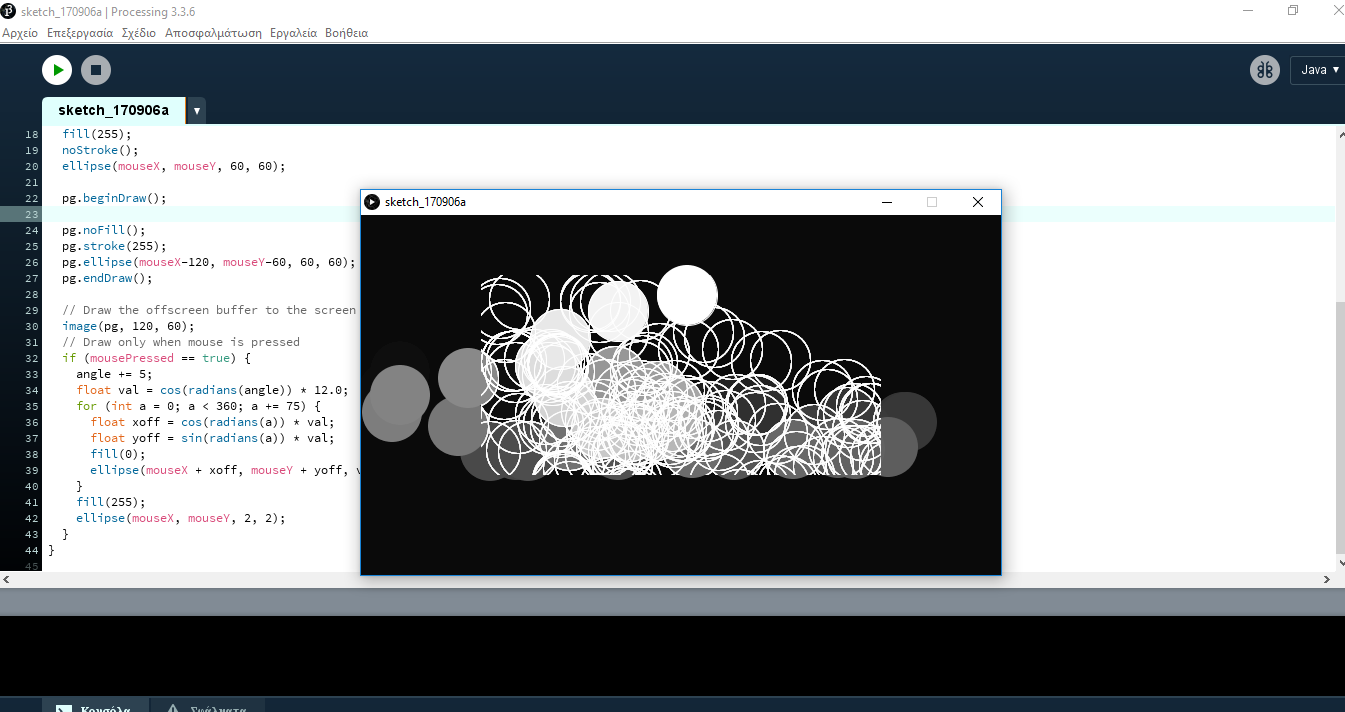 sketch_170906a | Processing 3.3.6
Αρχείο Επεξεργασία Σχέδιο Αποσφαλμάτωση Εργαλεία Βοήθεια
Java ▾
sketch_170906a ▾
18 fill(255);
19 noStroke();
20 ellipse(mouseX, mouseY, 60, 60);
21
22 pg.beginDraw();
23
24 pg.noFill();
25 pg.stroke(255);
26 pg.ellipse(mouseX-120, mouseY-60, 60, 60);
27 pg.endDraw();
28
29 // Draw the offscreen buffer to the screen
30 image(pg, 120, 60);
31 // Draw only when mouse is pressed
32 if (mousePressed == true) {
33 angle += 5;
34 float val = cos(radians(angle)) * 12.0;
35 for (int a = 0; a < 360; a += 75) {
36 float xoff = cos(radians(a)) * val;
37 float yoff = sin(radians(a)) * val;
38 fill(0);
39 ellipse(mouseX + xoff, mouseY + yoff, v
40 }
41 fill(255);
42 ellipse(mouseX, mouseY, 2, 2);
43 }
44 }
45
sketch_170906a
Κονσόλα Σφάλματα